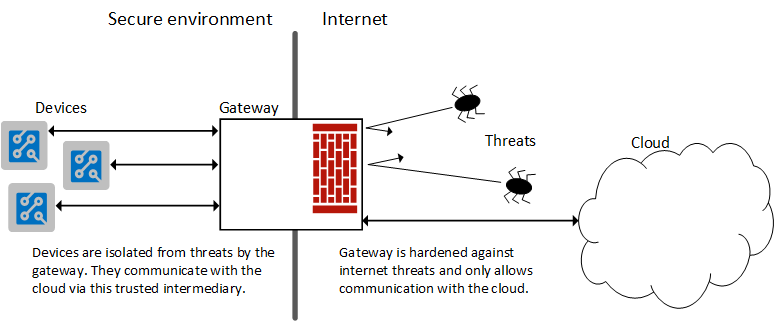 Secure environment
Internet
Devices
Gateway
Threats
Cloud
Devices are isolated from threats by the
gateway. They communicate with the
cloud via this trusted intermediary.
Gateway is hardened against
internet threats and only allows
communication with the cloud.